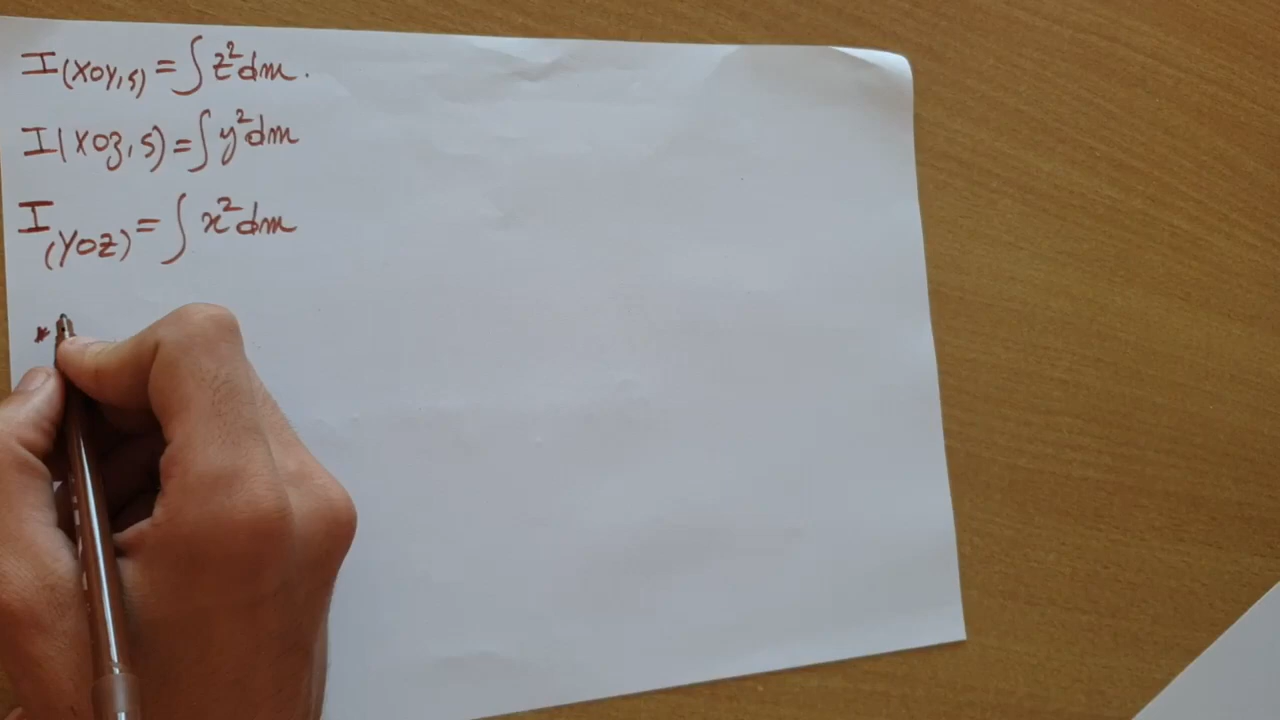 I(XOY,S) = ∫ z²dm.
I(XOz,S) = ∫ y²dm
I(YOZ) = ∫ x²dm
*